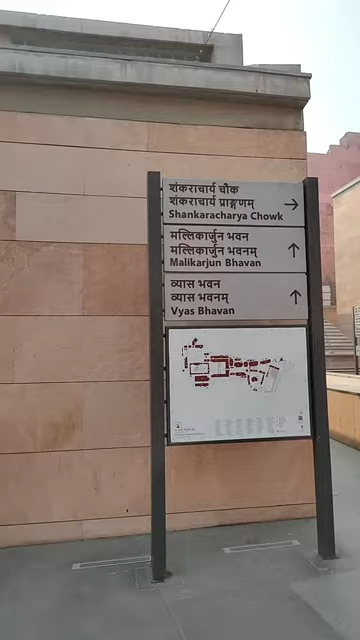 शंकराचार्य चौक
शंकराचार्य प्राङ्गणम्
Shankaracharya Chowk
मल्लिकार्जुन भवन
मल्लिकार्जुन भवनम्
Malikarjun Bhavan
व्यास भवन
व्यास भवनम्
Vyas Bhavan